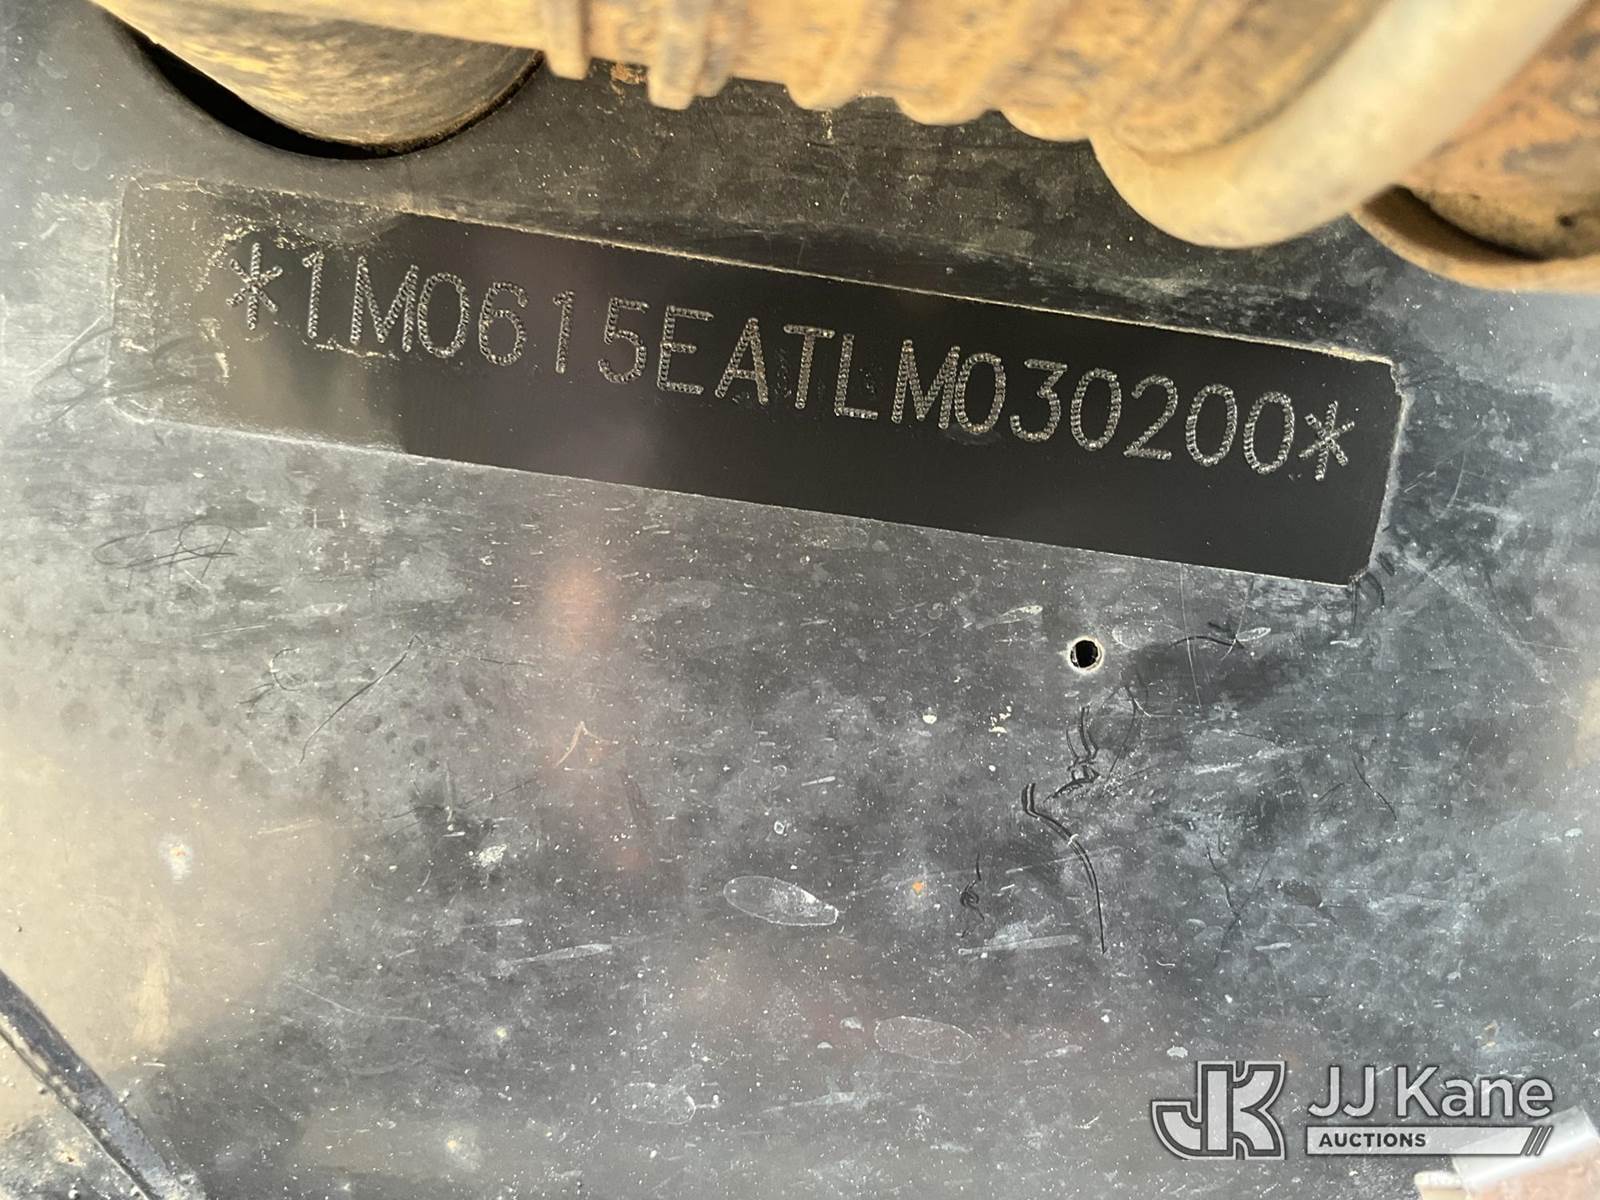 *1M0615EATLM030200*
JJ Kane
AUCTIONS